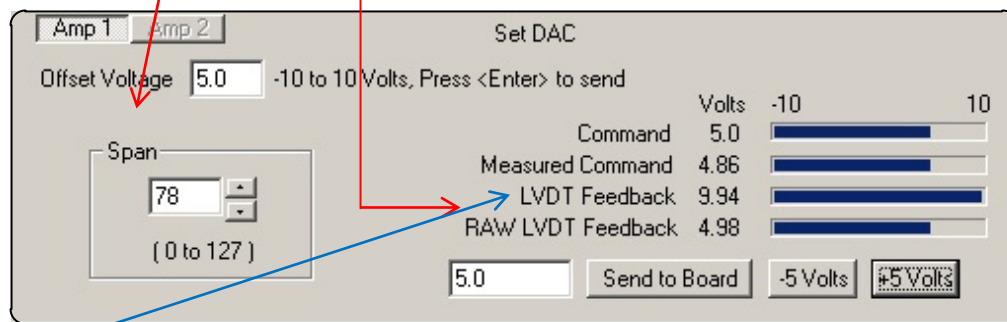 Amp 1 Amp 2
Set DAC
Offset Voltage 5.0 -10 to 10 Volts, Press <Enter> to send
Volts -10 10
Command 5.0
Measured Command 4.86
LVDT Feedback 9.94
RAW LVDT Feedback 4.98
Span
78
( 0 to 127 )
5.0 Send to Board -5 Volts +5 Volts